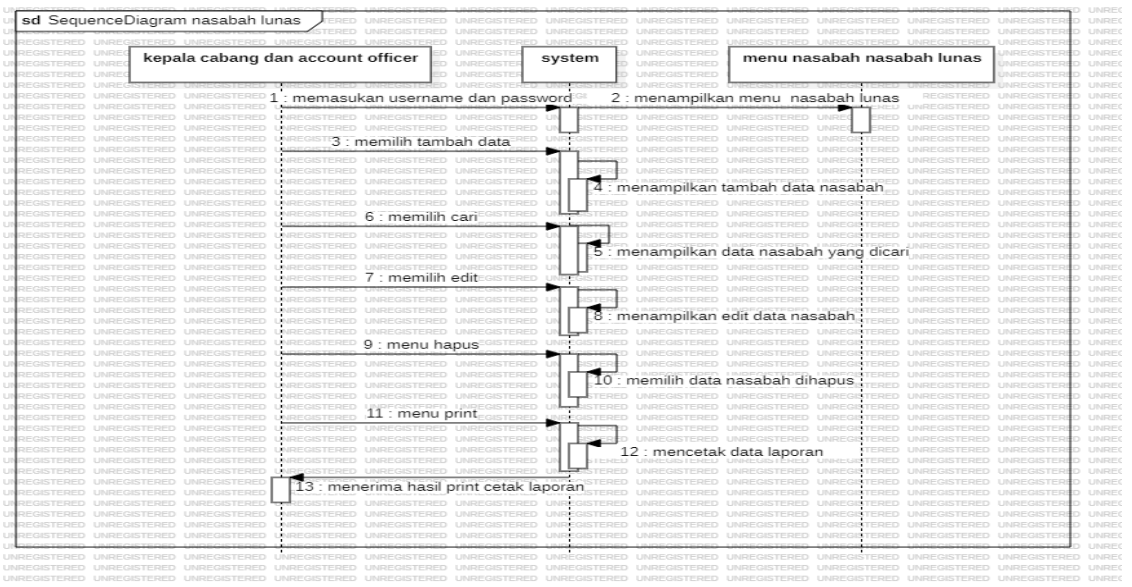 sd SequenceDiagram nasabah lunas
kepala cabang dan account officer
system
menu nasabah nasabah lunas
1 : memasukan username dan password
2 : menampilkan menu nasabah lunas
3 : memilih tambah data
4 : menampilkan tambah data nasabah
6 : memilih cari
5 : menampilkan data nasabah yang dicari
7 : memilih edit
8 : menampilkan edit data nasabah
9 : menu hapus
10 : memilih data nasabah dihapus
11 : menu print
12 : mencetak data laporan
13 : menerima hasil print cetak laporan
UNREGISTERED